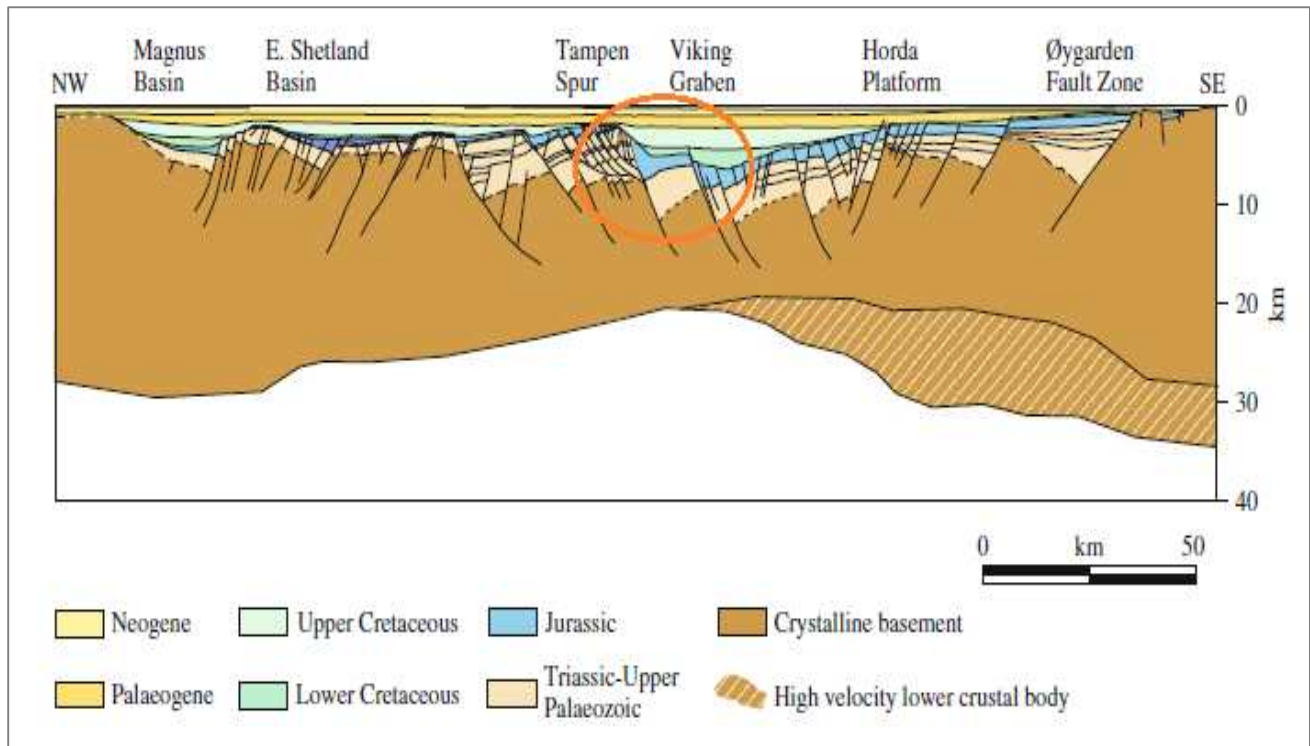 Magnus Basin
E. Shetland Basin
Tampen Spur
Viking Graben
Horda Platform
Øygarden Fault Zone
NW
SE
0
10
20
30
40
km
0 km 50
Neogene
Upper Cretaceous
Jurassic
Crystalline basement
Palaeogene
Lower Cretaceous
Triassic-Upper
Palaeozoic
High velocity lower crustal body